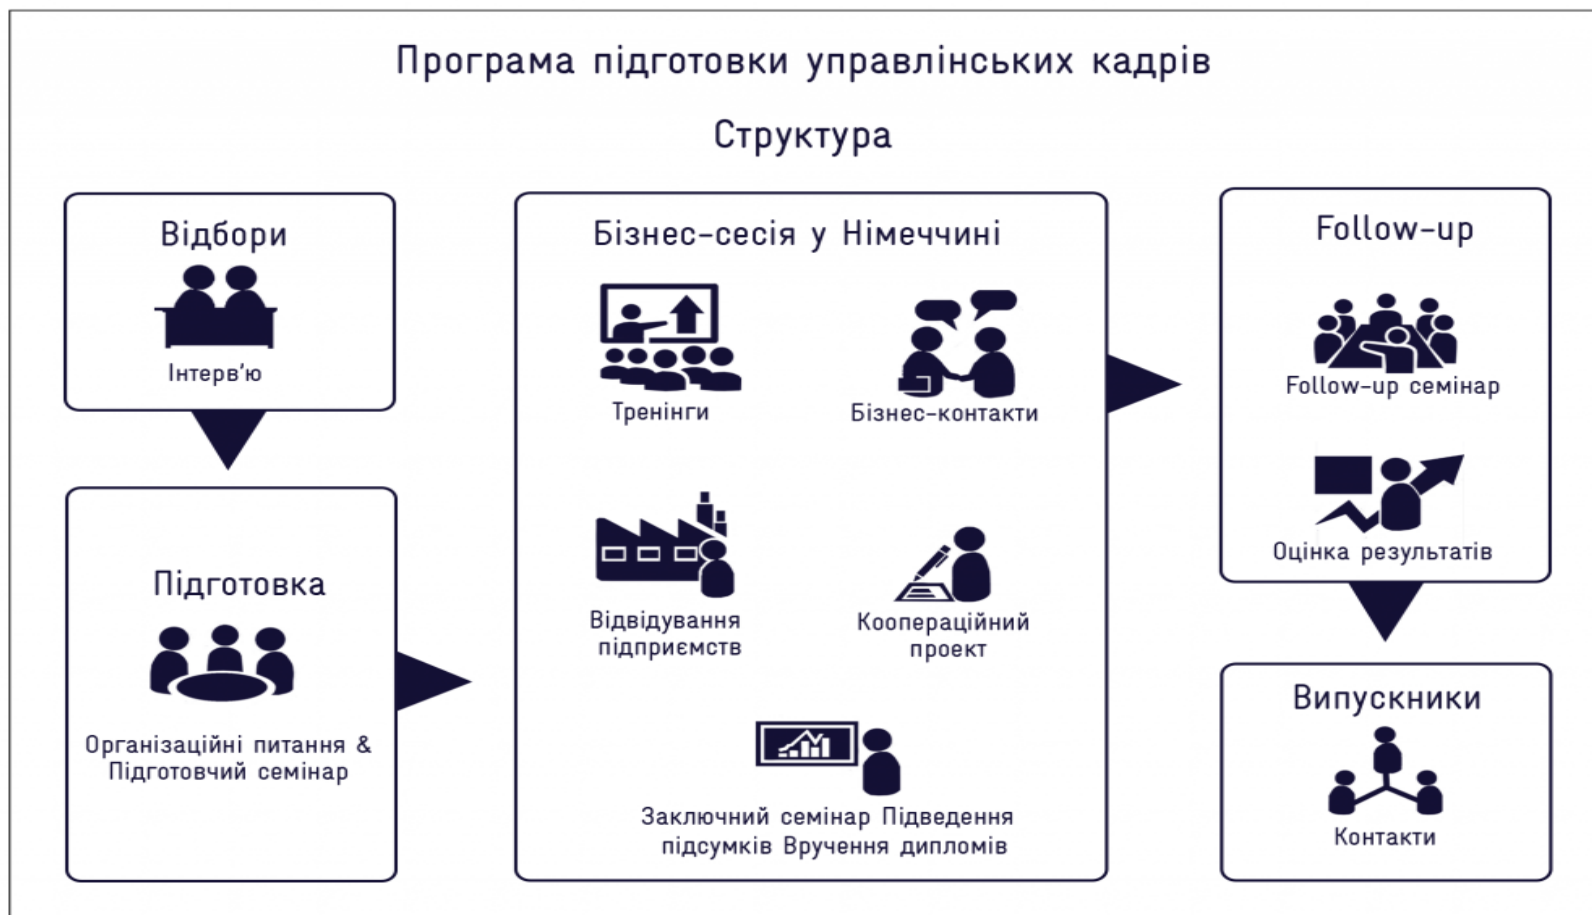 Програма підготовки управлінських кадрів
Структура
Відбори
Інтерв'ю
Підготовка
Організаційні питання &
Підготовчий семінар
Бізнес-сесія у Німеччині
Тренінги
Бізнес-контакти
Відвідування
підприємств
Коопераційний
проект
Заключний семінар Підведення
підсумків Вручення дипломів
Follow-up
Follow-up семінар
Оцінка результатів
Випускники
Контакти